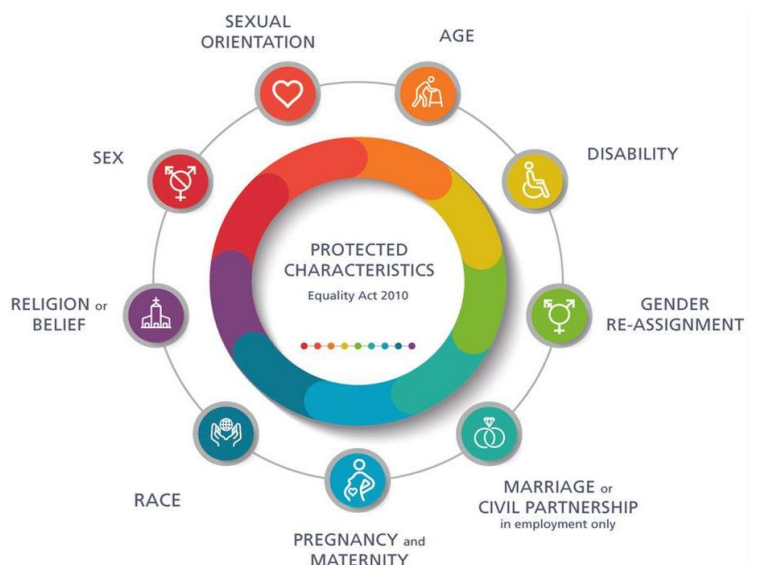 SEXUAL
ORIENTATION
AGE
DISABILITY
GENDER
RE-ASSIGNMENT
MARRIAGE or
CIVIL PARTNERSHIP
in employment only
PREGNANCY and
MATERNITY
RACE
RELIGION or
BELIEF
SEX
PROTECTED
CHARACTERISTICS
Equality Act 2010